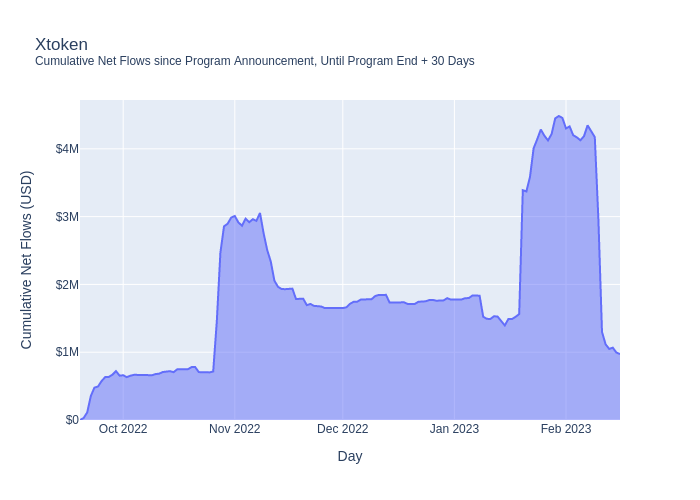 Xtoken
Cumulative Net Flows since Program Announcement, Until Program End + 30 Days
Cumulative Net Flows (USD)
$4M
$3M
$2M
$1M
$0
Oct 2022
Nov 2022
Dec 2022
Jan 2023
Feb 2023
Day